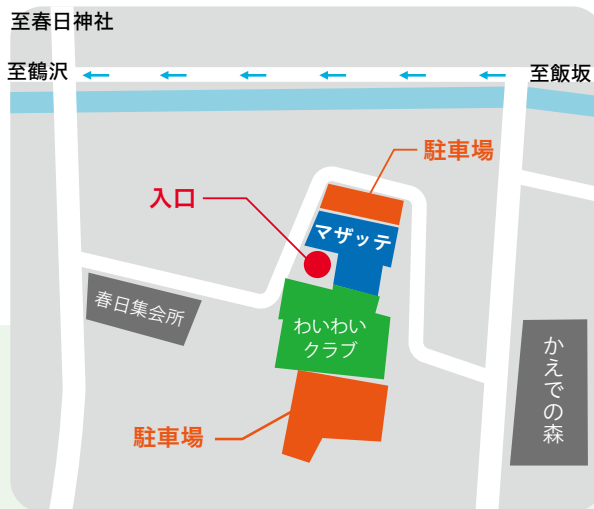 至春日神社
至鶴沢
至飯坂
駐車場
入口
マザッテ
春日集会所
わいわい
クラブ
かえでの森
駐車場